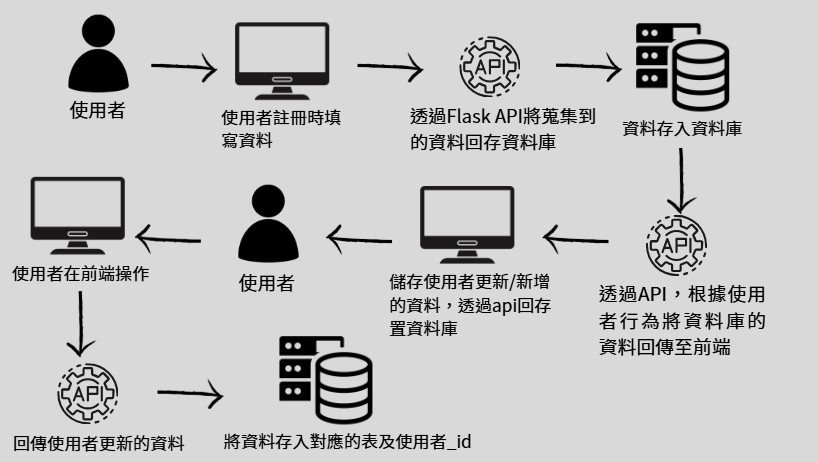 使用者
使用者註冊時填
寫資料
API
透過Flask API將蒐集到
的資料回存資料庫
資料存入資料庫
API
透過API，根據使用
者行為將資料庫的
資料回傳至前端
儲存使用者更新/新增
的資料，透過api回存
置資料庫
使用者
使用者在前端操作
API
回傳使用者更新的資料
將資料存入對應的表及使用者_id